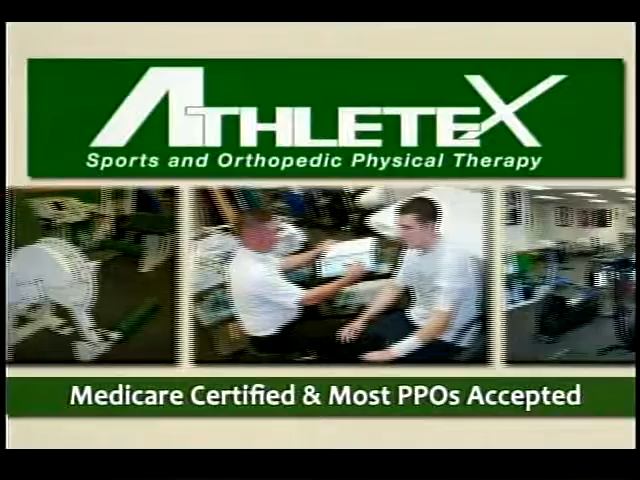 ATHLETEX
Sports and Orthopedic Physical Therapy
Medicare Certified & Most PPOs Accepted